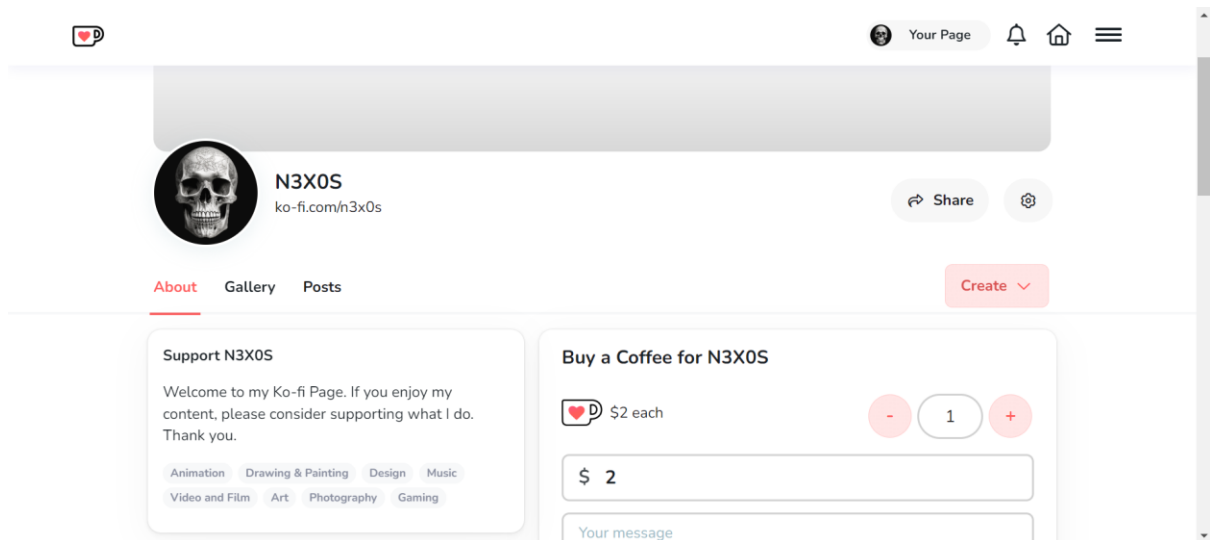 D
Your Page
N3X0S
ko-fi.com/n3x0s
Share
About Gallery Posts
Create
Support N3X0S
Welcome to my Ko-fi Page. If you enjoy my
content, please consider supporting what I do.
Thank you.
Animation Drawing & Painting Design Music
Video and Film Art Photography Gaming
Buy a Coffee for N3X0S
D $2 each
- 1 +
$ 2
Your message